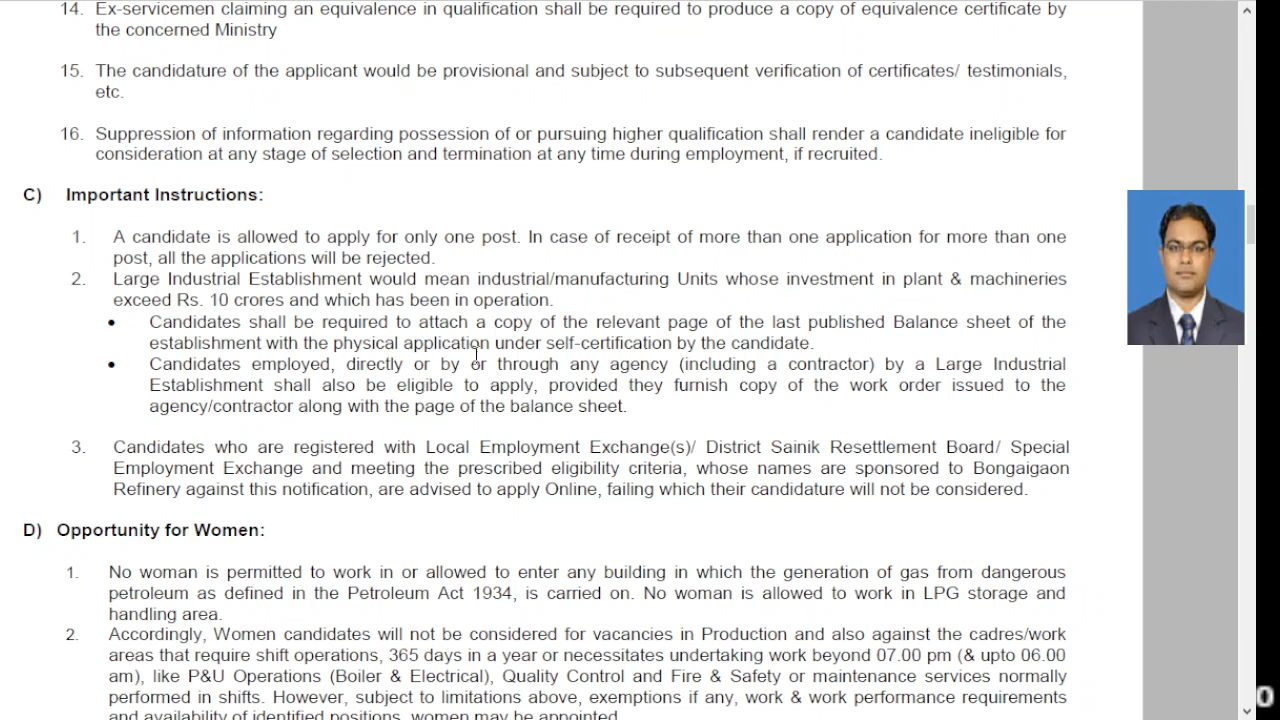 14. Ex-servicemen claiming an equivalence in qualification shall be required to produce a copy of equivalence certificate by
the concerned Ministry
15. The candidature of the applicant would be provisional and subject to subsequent verification of certificates/ testimonials,
etc.
16. Suppression of information regarding possession of or pursuing higher qualification shall render a candidate ineligible for
consideration at any stage of selection and termination at any time during employment, if recruited.
C) Important Instructions:
1. A candidate is allowed to apply for only one post. In case of receipt of more than one application for more than one
post, all the applications will be rejected.
2. Large Industrial Establishment would mean industrial/manufacturing Units whose investment in plant & machineries
exceed Rs. 10 crores and which has been in operation.
• Candidates shall be required to attach a copy of the relevant page of the last published Balance sheet of the
establishment with the physical application under self-certification by the candidate.
• Candidates employed, directly or by or through any agency (including a contractor) by a Large Industrial
Establishment shall also be eligible to apply, provided they furnish copy of the work order issued to the
agency/contractor along with the page of the balance sheet.
3. Candidates who are registered with Local Employment Exchange(s)/ District Sainik Resettlement Board/ Special
Employment Exchange and meeting the prescribed eligibility criteria, whose names are sponsored to Bongaigaon
Refinery against this notification, are advised to apply Online, failing which their candidature will not be considered.
D) Opportunity for Women:
1. No woman is permitted to work in or allowed to enter any building in which the generation of gas from dangerous
petroleum as defined in the Petroleum Act 1934, is carried on. No woman is allowed to work in LPG storage and
handling area.
2. Accordingly, Women candidates will not be considered for vacancies in Production and also against the cadres/work
areas that require shift operations, 365 days in a year or necessitates undertaking work beyond 07.00 pm (& upto 06.00
am), like P&U Operations (Boiler & Electrical), Quality Control and Fire & Safety or maintenance services normally
performed in shifts. However, subject to limitations above, exemptions if any, work & work performance requirements
and availability of identified positions, women may be appointed.
0